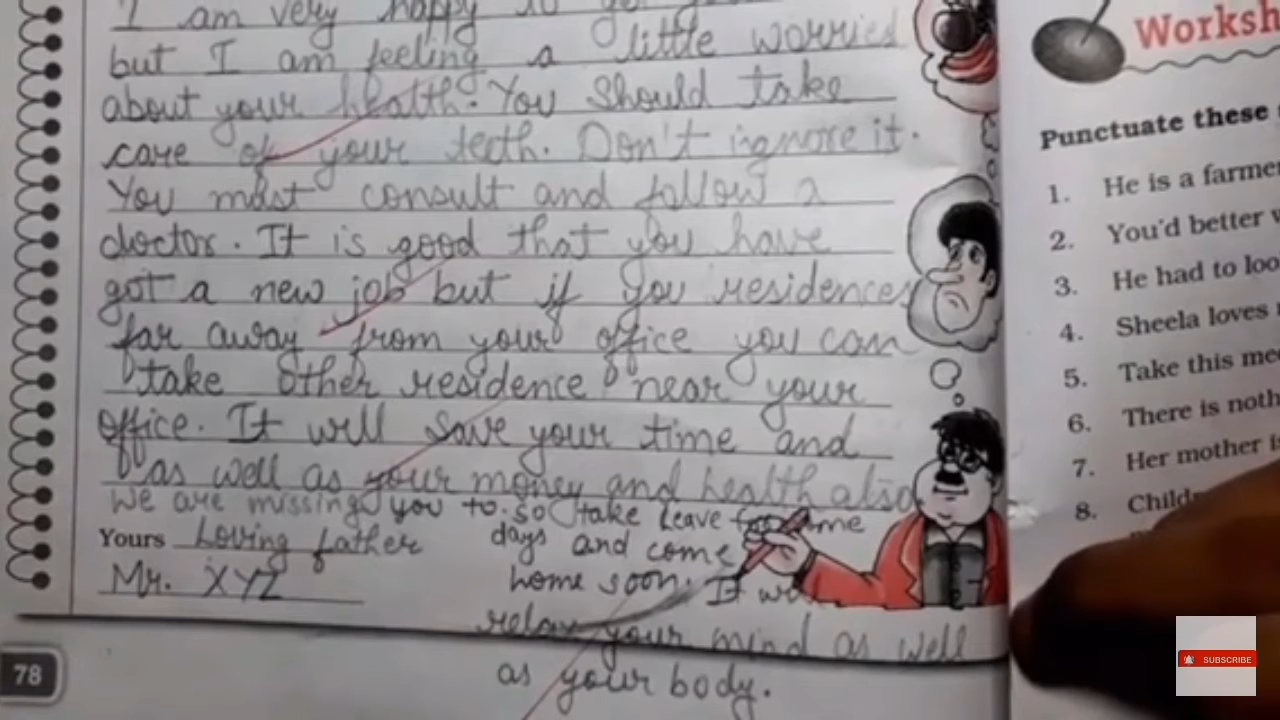 I am very happy to
but I am feeling a little worried
about your health. You should take
care of your teeth. Don't ignore it.
You must consult and follow a
doctor. It is good that you have
got a new job but if you residences
far away from your office you can
take other residence near your
office. It will save your time and
as well as your money and health also
We are missing you to. so take leave for some
days and come
home soon. It will
relax your mind as well
as your body.
Yours Loving father
Mr. XYZ
78
Worksh
Punctuate these
1. He is a farmer
2. You'd better
3. He had to loo
4. Sheela loves
5. Take this me
6. There is noth
7. Her mother i
8. Child
SUBSCRIBE